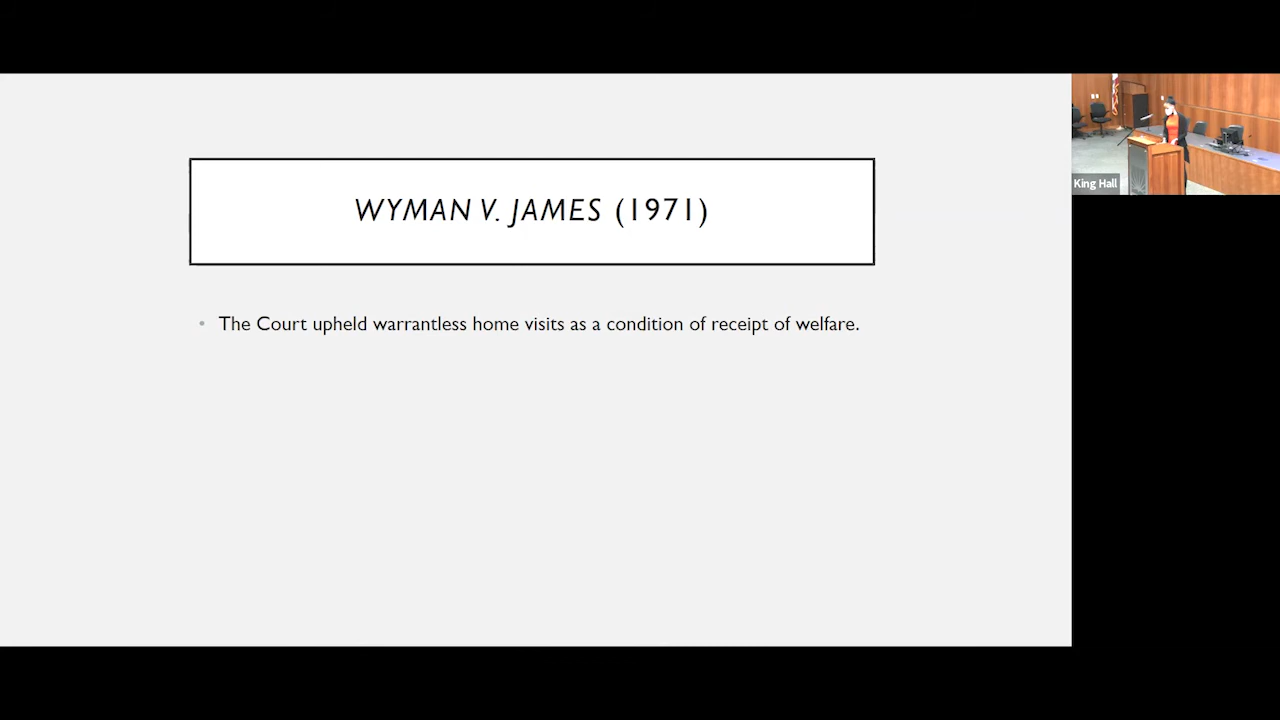 WYMAN V. JAMES (1971)
• The Court upheld warrantless home visits as a condition of receipt of welfare.
King Hall